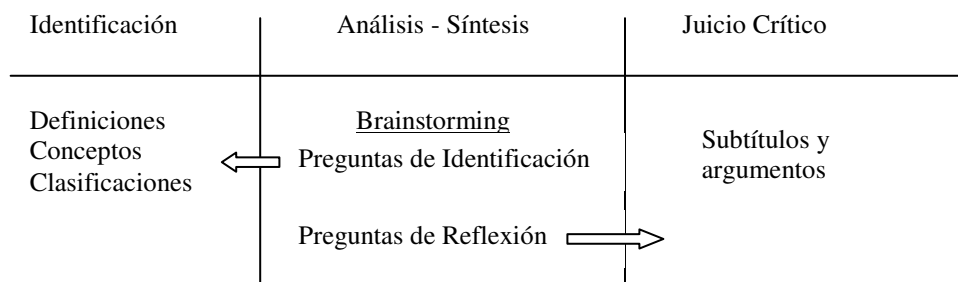 Identificación
Análisis - Síntesis
Juicio Crítico
Definiciones
Conceptos
Clasificaciones
Brainstorming
Preguntas de Identificación
Preguntas de Reflexión
Subtítulos y
argumentos